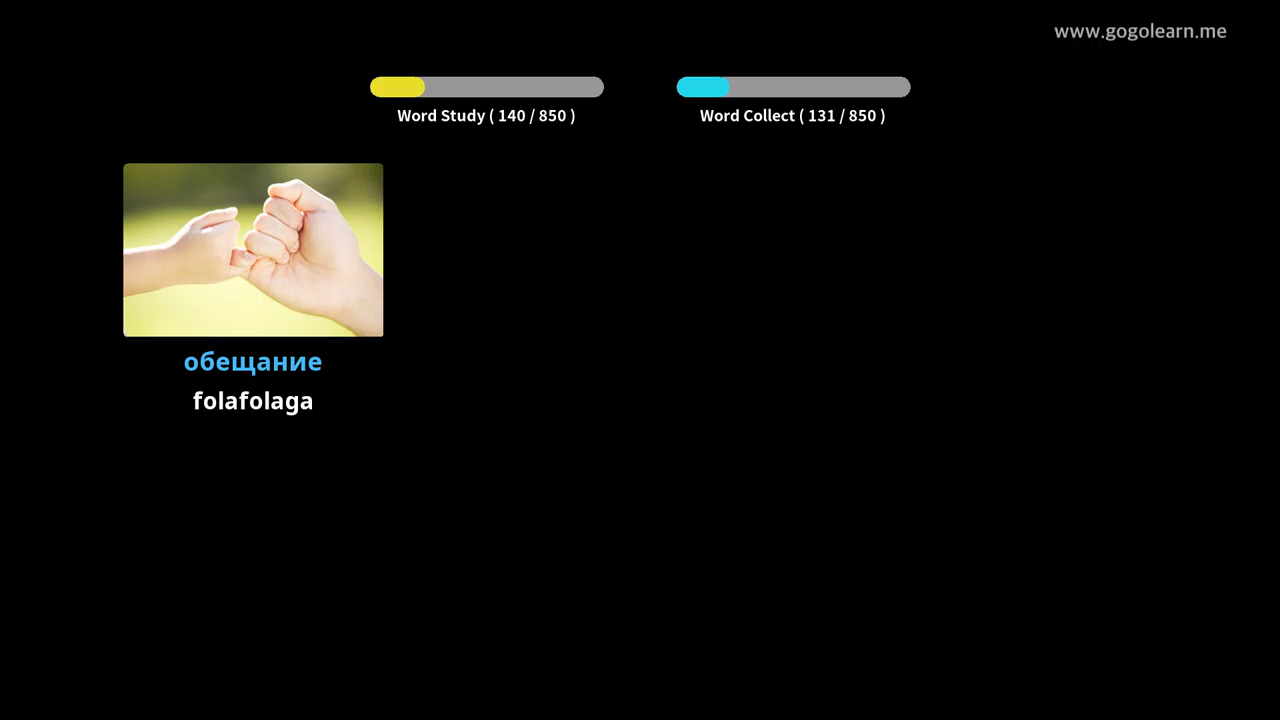 www.gogolearn.me
Word Study ( 140 / 850 )
Word Collect ( 131 / 850 )
обещание
folafolaga